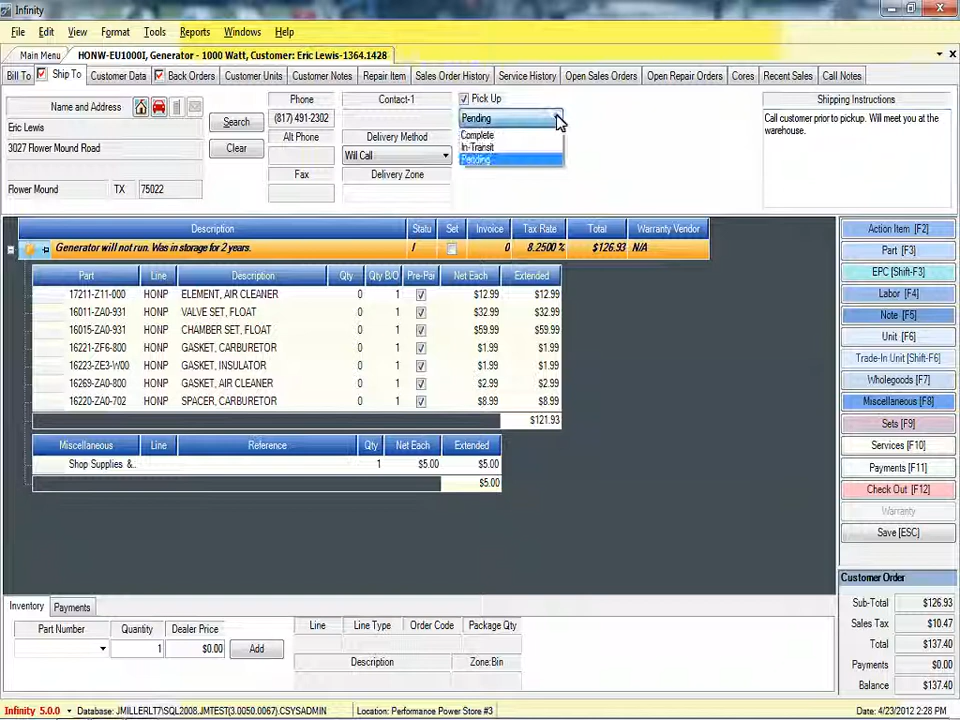 Infinity
File Edit View Format Tools Reports Windows Help
Main Menu HONW-EU1000I, Generator - 1000 Watt, Customer: Eric Lewis-1364.1428
Bill To Ship To Customer Data Back Orders Customer Units Customer Notes Repair Item Sales Order History Service History Open Sales Orders Open Repair Orders Cores Recent Sales Call Notes
Name and Address
Eric Lewis
3027 Flower Mound Road
Flower Mound TX 75022
Search
Clear
Phone
(817) 491-2302
Alt Phone
Fax
Contact-1
Delivery Method
Will Call
Delivery Zone
Pick Up
Pending
Complete
In-Transit
Pending
Shipping Instructions
Call customer prior to pickup. Will meet you at the
warehouse.
Description Statu Set Invoice Tax Rate Total Warranty Vendor
Generator will not run. Was in storage for 2 years. I 0 8.2500 % $126.93 N/A
Part Line Description Qty Qty B/O Pre-Pai Net Each Extended
17211-Z11-000 HONP ELEMENT, AIR CLEANER 0 1 $12.99 $12.99
16011-ZA0-931 HONP VALVE SET, FLOAT 0 1 $32.99 $32.99
16015-ZA0-931 HONP CHAMBER SET, FLOAT 0 1 $59.99 $59.99
16221-ZF6-800 HONP GASKET, CARBURETOR 0 1 $1.99 $1.99
16223-ZE3-W00 HONP GASKET, INSULATOR 0 1 $1.99 $1.99
16269-ZA0-800 HONP GASKET, AIR CLEANER 0 1 $2.99 $2.99
16220-ZA0-702 HONP SPACER, CARBURETOR 0 1 $8.99 $8.99
$121.93
Miscellaneous Line Reference Qty Net Each Extended
Shop Supplies &.. 1 $5.00 $5.00
$5.00
Action Item [F2]
Part [F3]
EPC [Shift-F3]
Labor [F4]
Note [F5]
Unit [F6]
Trade-In Unit [Shift-F6]
Wholegoods [F7]
Miscellaneous [F8]
Sets [F9]
Services [F10]
Payments [F11]
Check Out [F12]
Warranty
Save [ESC]
Customer Order
Sub-Total $126.93
Sales Tax $10.47
Total $137.40
Payments $0.00
Balance $137.40
Inventory Payments
Part Number Quantity Dealer Price
1 $0.00 Add
Line Line Type Order Code Package Qty
Description Zone:Bin
Infinity 5.0.0 Database: JMILLERLT7\SQL2008.JMTEST(3.0050.0067).CSYSADMIN Location: Performance Power Store #3 Date: 4/23/2012 2:28 PM